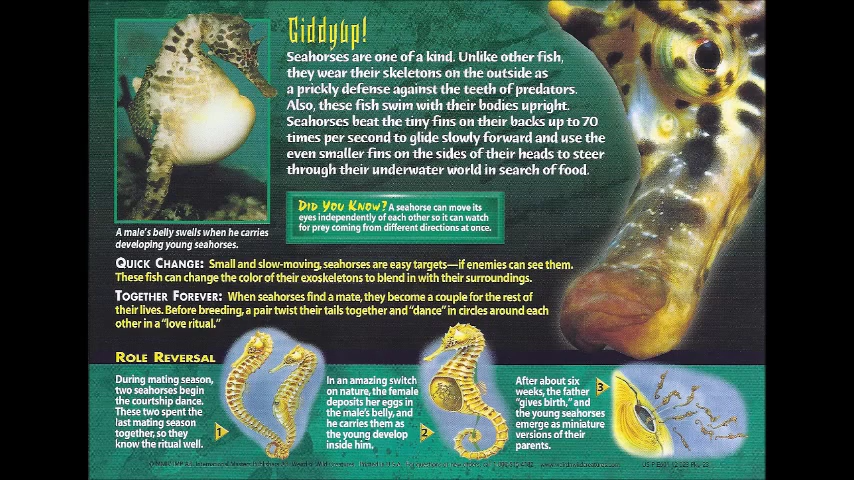 Giddyup!
Seahorses are one of a kind. Unlike other fish,
they wear their skeletons on the outside as
a prickly defense against the teeth of predators.
Also, these fish swim with their bodies upright.
Seahorses beat the tiny fins on their backs up to 70
times per second to glide slowly forward and use the
even smaller fins on the sides of their heads to steer
through their underwater world in search of food.
DID YOU KNOW? A seahorse can move its
eyes independently of each other so it can watch
for prey coming from different directions at once.
A male's belly swells when he carries
developing young seahorses.
QUICK CHANGE: Small and slow-moving, seahorses are easy targets—if enemies can see them.
These fish can change the color of their exoskeletons to blend in with their surroundings.
TOGETHER FOREVER: When seahorses find a mate, they become a couple for the rest of
their lives. Before breeding, a pair twist their tails together and "dance" in circles around each
other in a "love ritual."
ROLE REVERSAL
During mating season,
two seahorses begin
the courtship dance.
These two spent the
last mating season
together, so they
know the ritual well.
1
In an amazing switch
on nature, the female
deposits her eggs in
the male's belly, and
he carries them as
the young develop
inside him.
2
After about six
weeks, the father
"gives birth," and
the young seahorses
emerge as miniature
versions of their
parents.
3